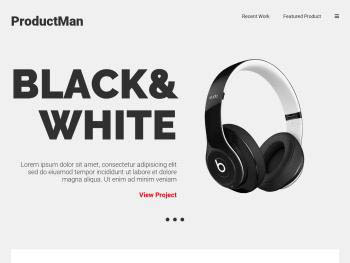 ProductMan
Recent Work
Featured Product
BLACK&
WHITE
Lorem ipsum dolor sit amet, consectetur adipisicing elit
sed do eiusmod tempor incididunt ut labore et dolore
magna aliqua. Ut enim ad minim veniam
View Project
b